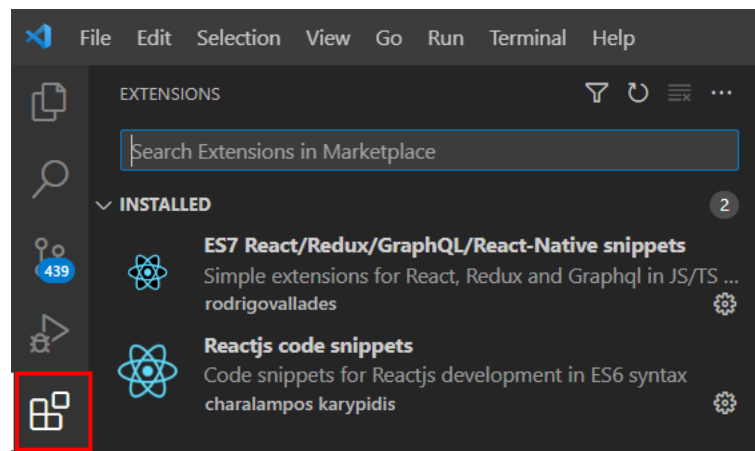 File Edit Selection View Go Run Terminal Help
EXTENSIONS
Search Extensions in Marketplace
INSTALLED 2
ES7 React/Redux/GraphQL/React-Native snippets
Simple extensions for React, Redux and Graphql in JS/TS ...
rodrigovallades
439
Reactjs code snippets
Code snippets for Reactjs development in ES6 syntax
charalampos karypidis